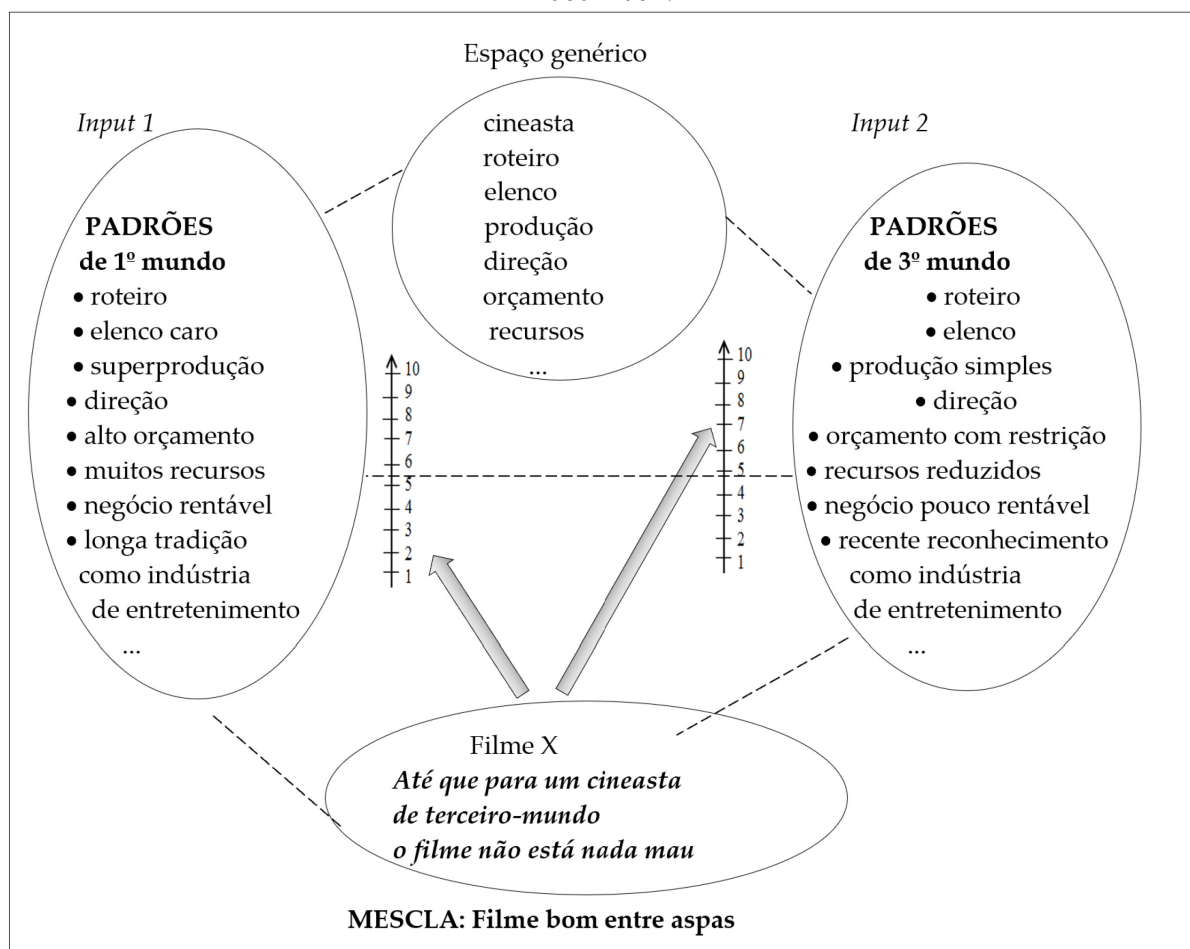 Espaço genérico
cineasta
roteiro
elenco
produção
direção
orçamento
recursos
...
Input 1
PADRÕES
de 1º mundo
• roteiro
• elenco caro
• superprodução
• direção
• alto orçamento
• muitos recursos
• negócio rentável
• longa tradição
como indústria
de entretenimento
...
10
9
8
7
6
5
4
3
2
1
10
9
8
7
6
5
4
3
2
1
Input 2
PADRÕES
de 3º mundo
• roteiro
• elenco
• produção simples
• direção
• orçamento com restrição
• recursos reduzidos
• negócio pouco rentável
• recente reconhecimento
como indústria
de entretenimento
...
Filme X
Até que para um cineasta
de terceiro-mundo
o filme não está nada mau
MESCLA: Filme bom entre aspas